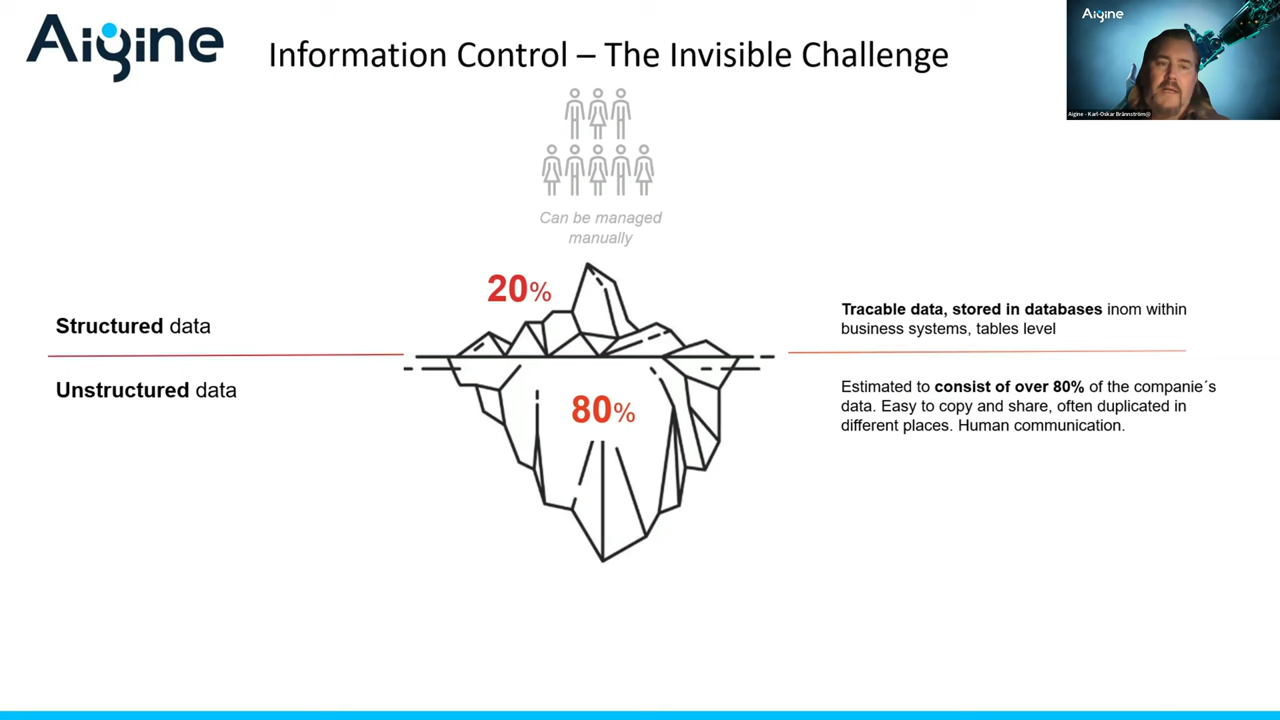 Aigine
Information Control – The Invisible Challenge
Aigine
Aigine - Karl-Oskar Brännström@
Can be managed
manually
20%
Structured data
Tracable data, stored in databases inom within
business systems, tables level
Unstructured data
80%
Estimated to consist of over 80% of the companie´s
data. Easy to copy and share, often duplicated in
different places. Human communication.